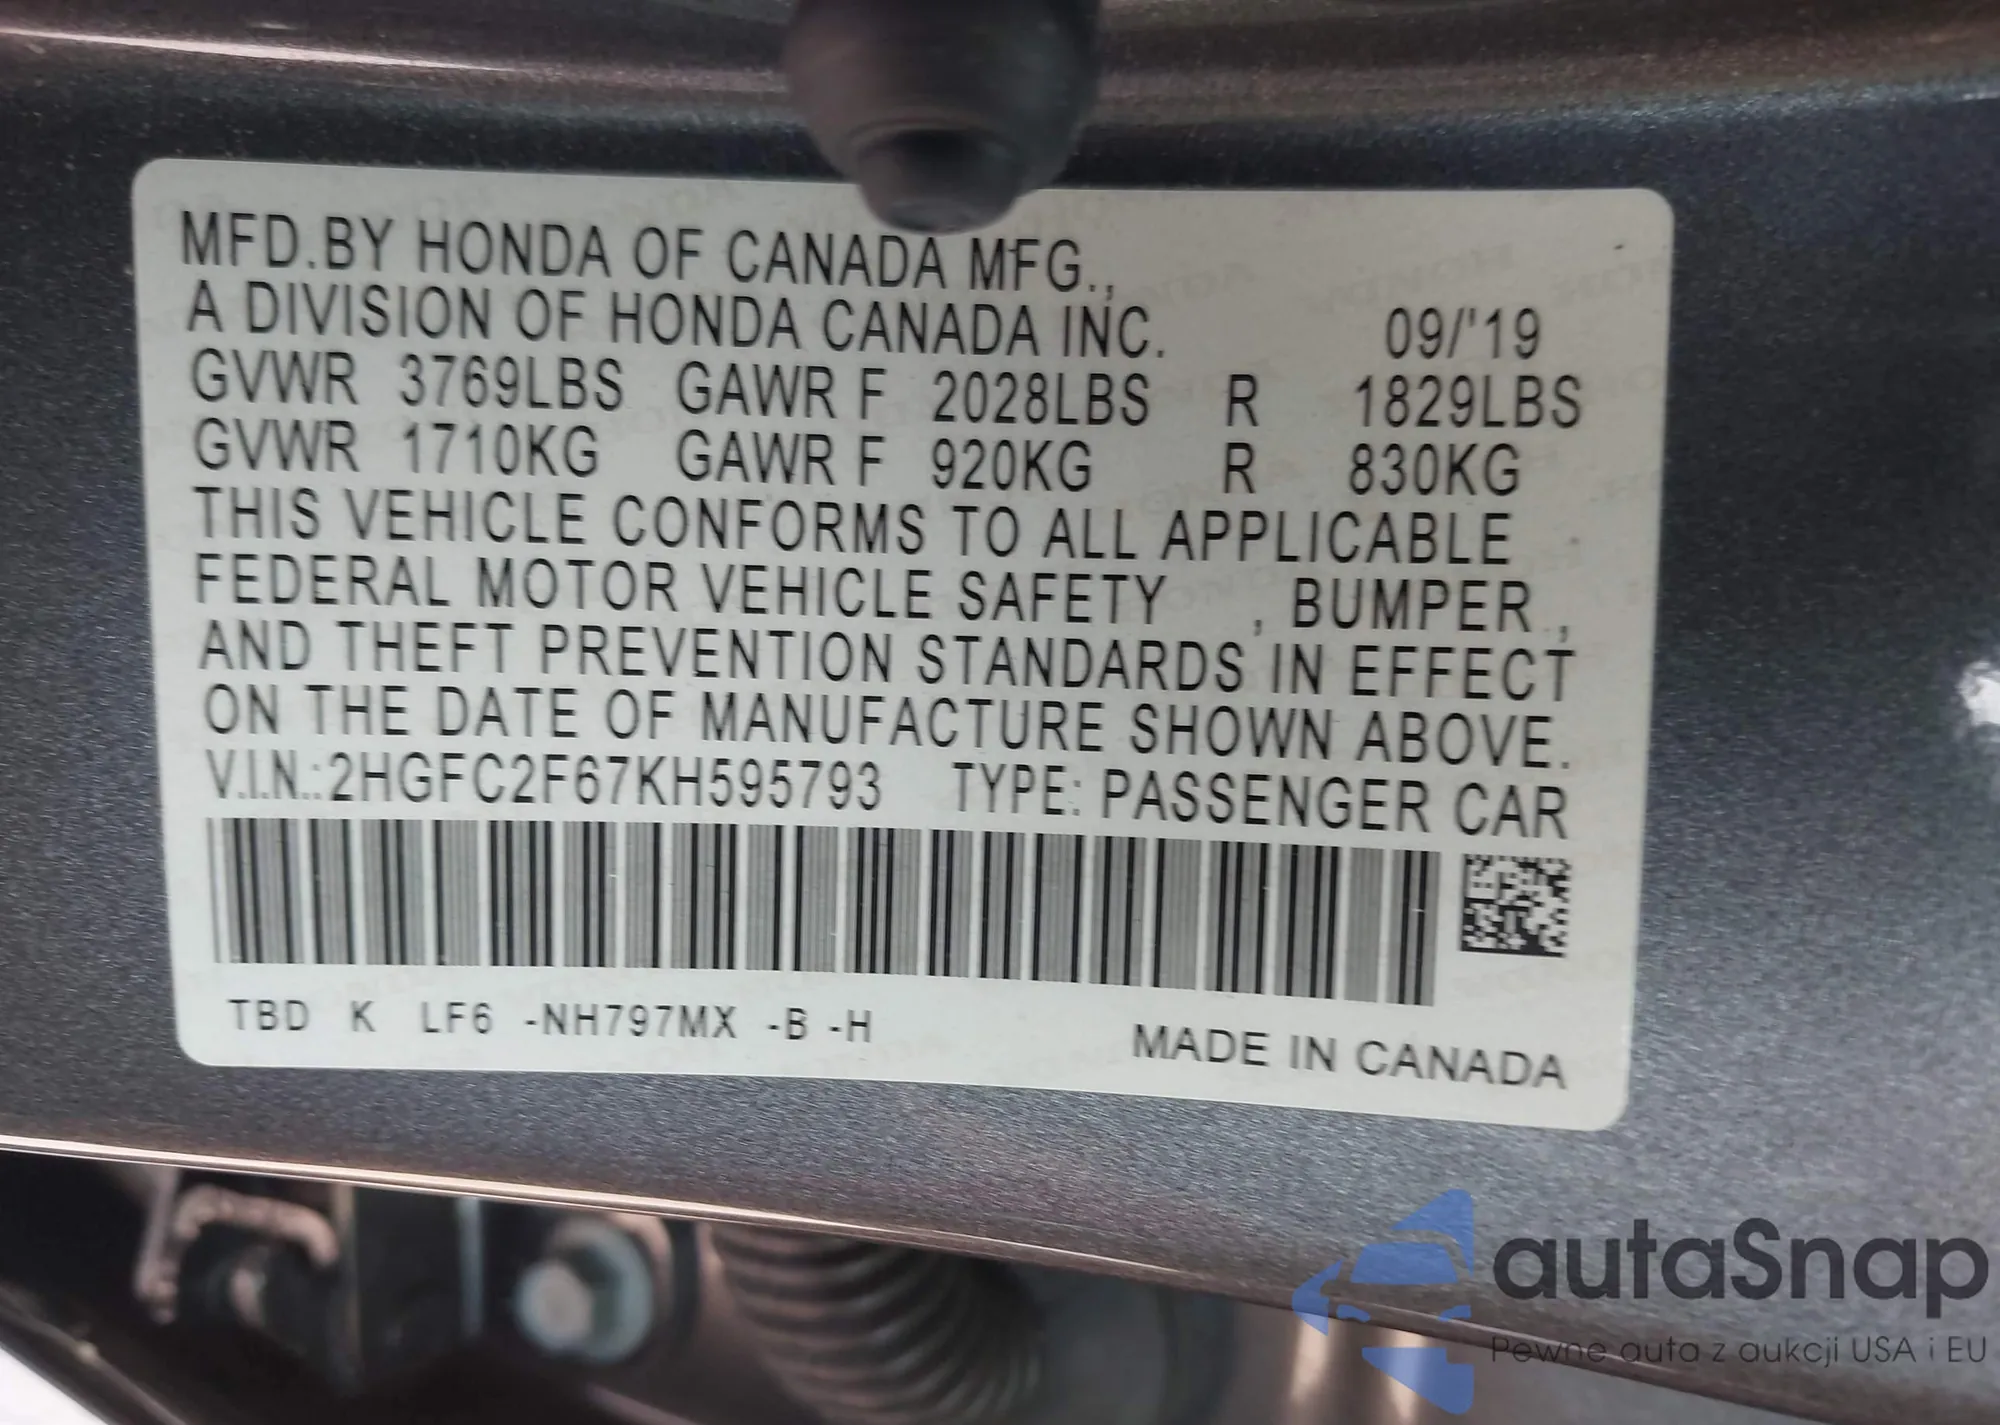 MFD.BY HONDA OF CANADA MFG.,
A DIVISION OF HONDA CANADA INC. 09/'19
GVWR 3769LBS GAWR F 2028LBS R 1829LBS
GVWR 1710KG GAWR F 920KG R 830KG
THIS VEHICLE CONFORMS TO ALL APPLICABLE
FEDERAL MOTOR VEHICLE SAFETY , BUMPER ,
AND THEFT PREVENTION STANDARDS IN EFFECT
ON THE DATE OF MANUFACTURE SHOWN ABOVE.
V.I.N.:2HGFC2F67KH595793 TYPE: PASSENGER CAR
TBD K LF6 -NH797MX -B -H
MADE IN CANADA
autaSnap
Pewne auta z aukcji USA i EU